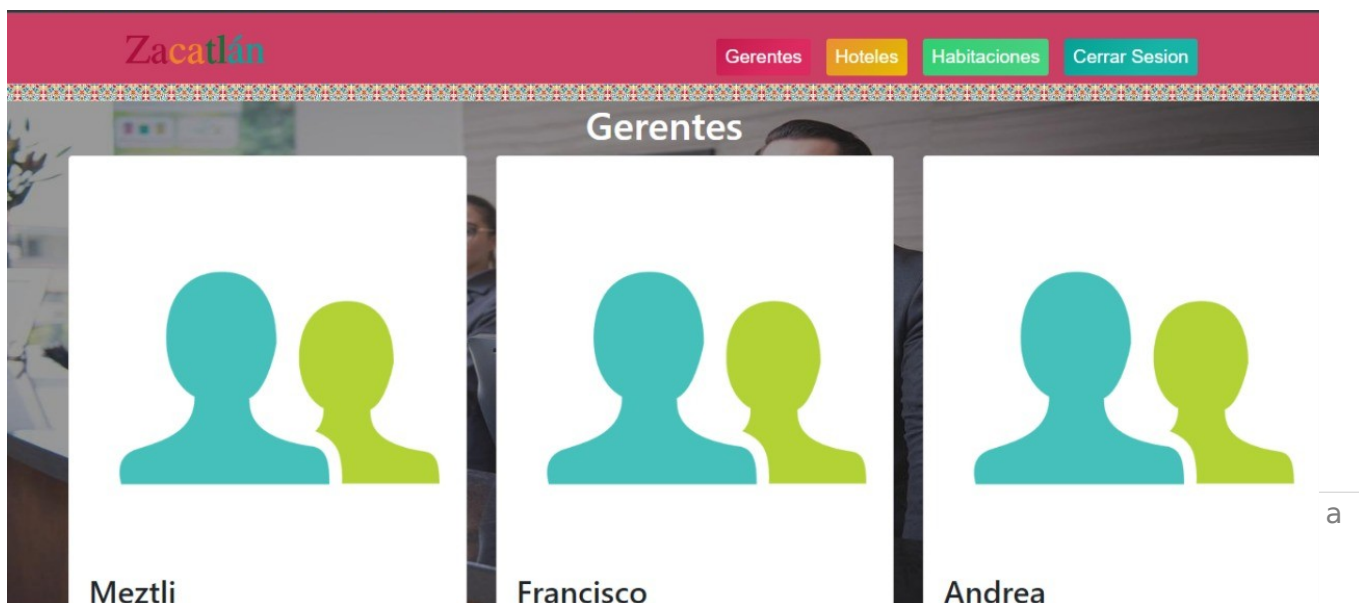 Zacatlán
Gerentes Hoteles Habitaciones Cerrar Sesion
Gerentes
a
Meztli Francisco Andrea